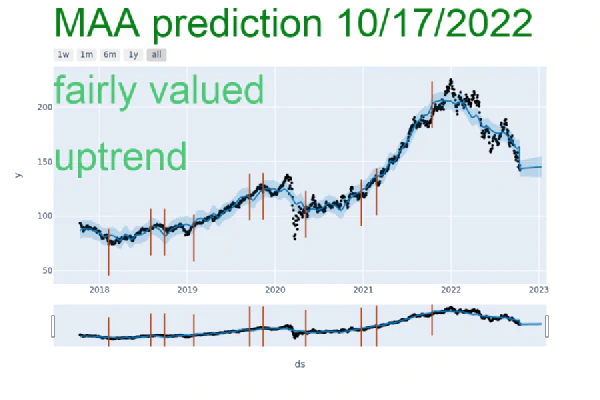 MAA prediction 10/17/2022
1w 1m 6m 1y all
fairly valued
uptrend
y
200
150
100
50
2018 2019 2020 2021 2022 2023
ds